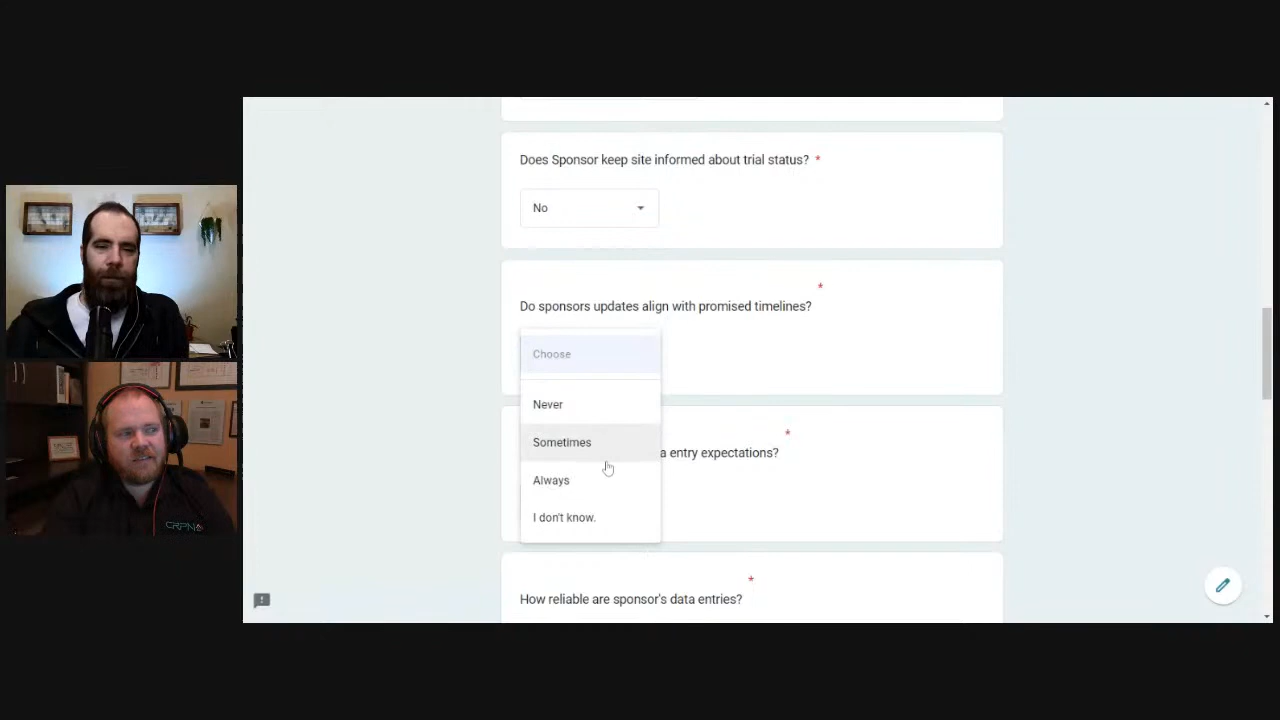 Does Sponsor keep site informed about trial status? *
No
*
Do sponsors updates align with promised timelines?
Choose
Never
Sometimes
*
a entry expectations?
Always
I don't know.
*
How reliable are sponsor's data entries?
CRPN